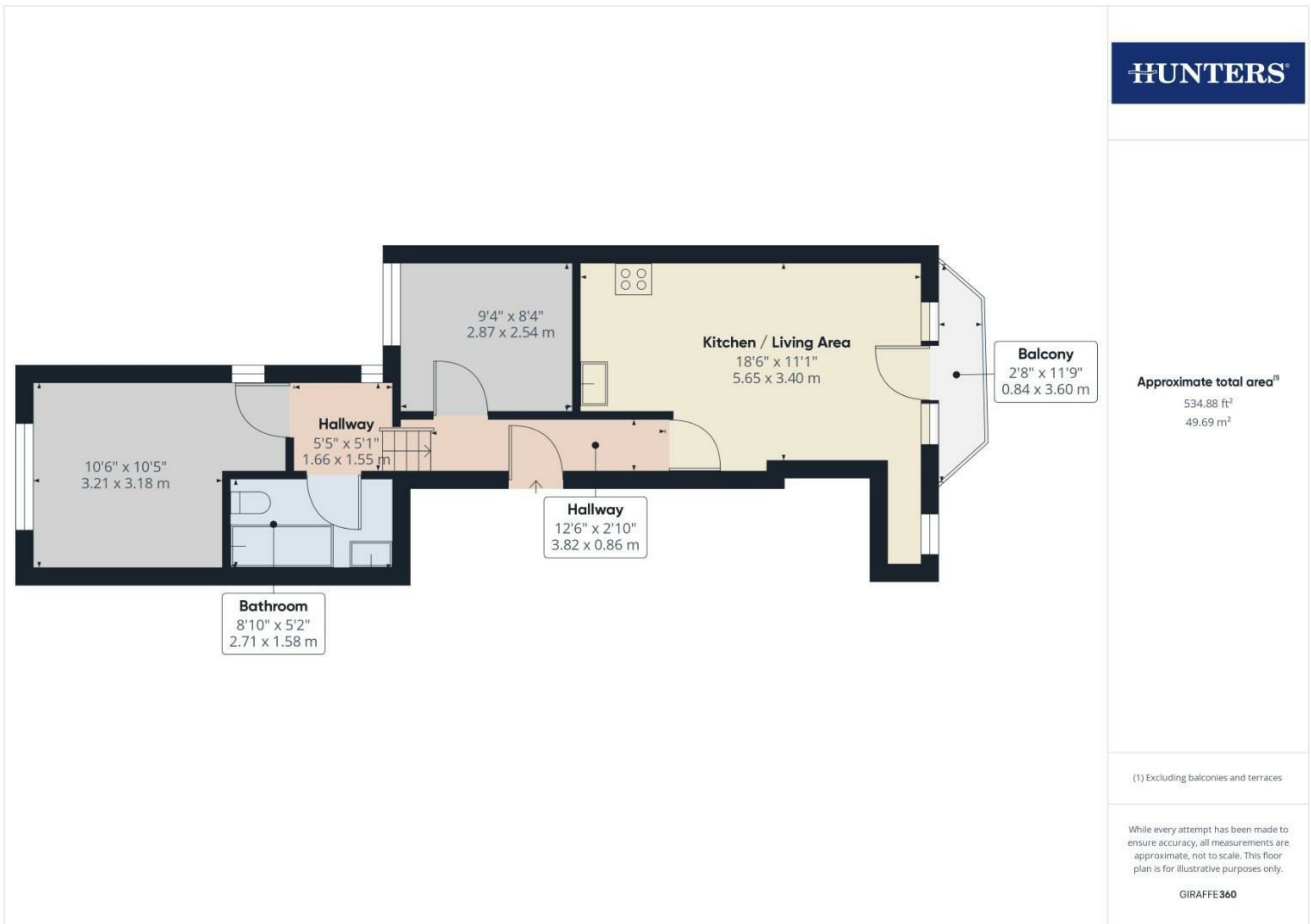 HUNTERS®
9'4" x 8'4"
2.87 x 2.54 m
Kitchen / Living Area
18'6" x 11'1"
5.65 x 3.40 m
Balcony
2'8" x 11'9"
0.84 x 3.60 m
Hallway
5'5" x 5'1"
1.66 x 1.55 m
10'6" x 10'5"
3.21 x 3.18 m
Hallway
12'6" x 2'10"
3.82 x 0.86 m
Bathroom
8'10" x 5'2"
2.71 x 1.58 m
Approximate total area⁽¹⁾
534.88 ft²
49.69 m²
(1) Excluding balconies and terraces
While every attempt has been made to
ensure accuracy, all measurements are
approximate, not to scale. This floor
plan is for illustrative purposes only.
GIRAFFE360